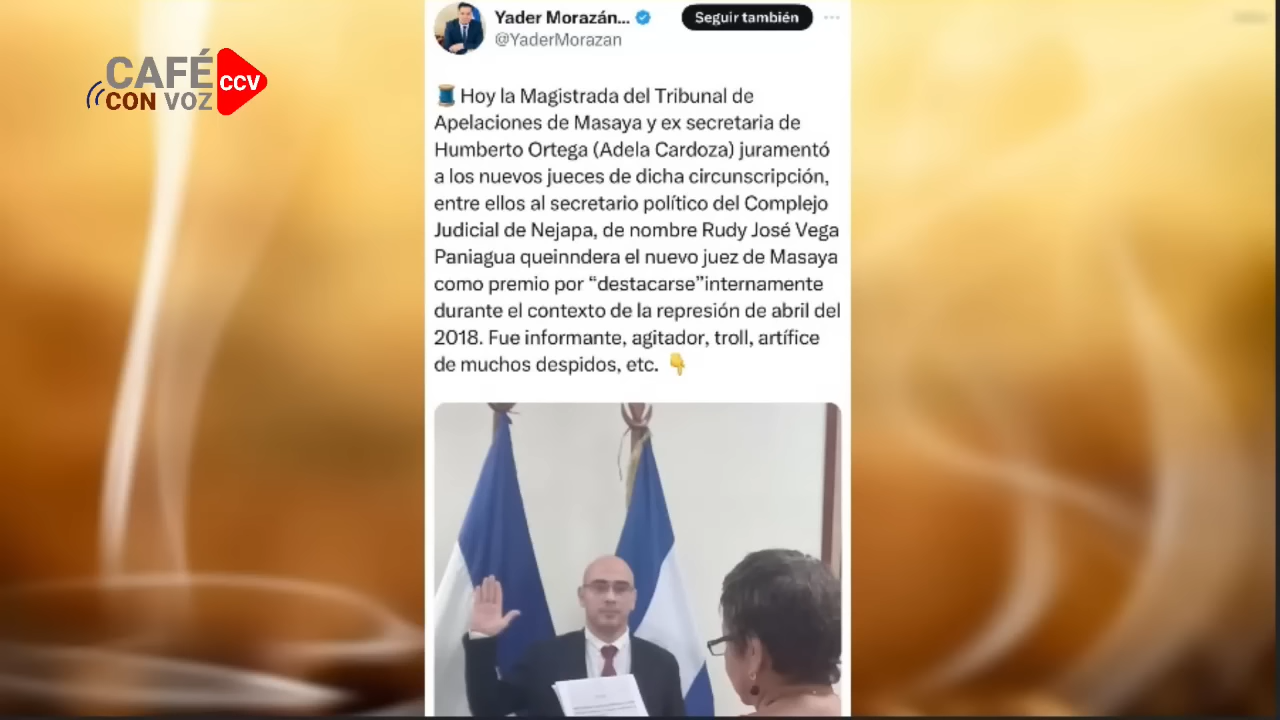 CAFÉ
CON VOZ
CCV
Yader Morazán...
Seguir también
@YaderMorazan
Hoy la Magistrada del Tribunal de
Apelaciones de Masaya y ex secretaria de
Humberto Ortega (Adela Cardoza) juramentó
a los nuevos jueces de dicha circunscripción,
entre ellos al secretario político del Complejo
Judicial de Nejapa, de nombre Rudy José Vega
Paniagua queinndera el nuevo juez de Masaya
como premio por “destacarse”internamente
durante el contexto de la represión de abril del
2018. Fue informante, agitador, troll, artífice
de muchos despidos, etc.